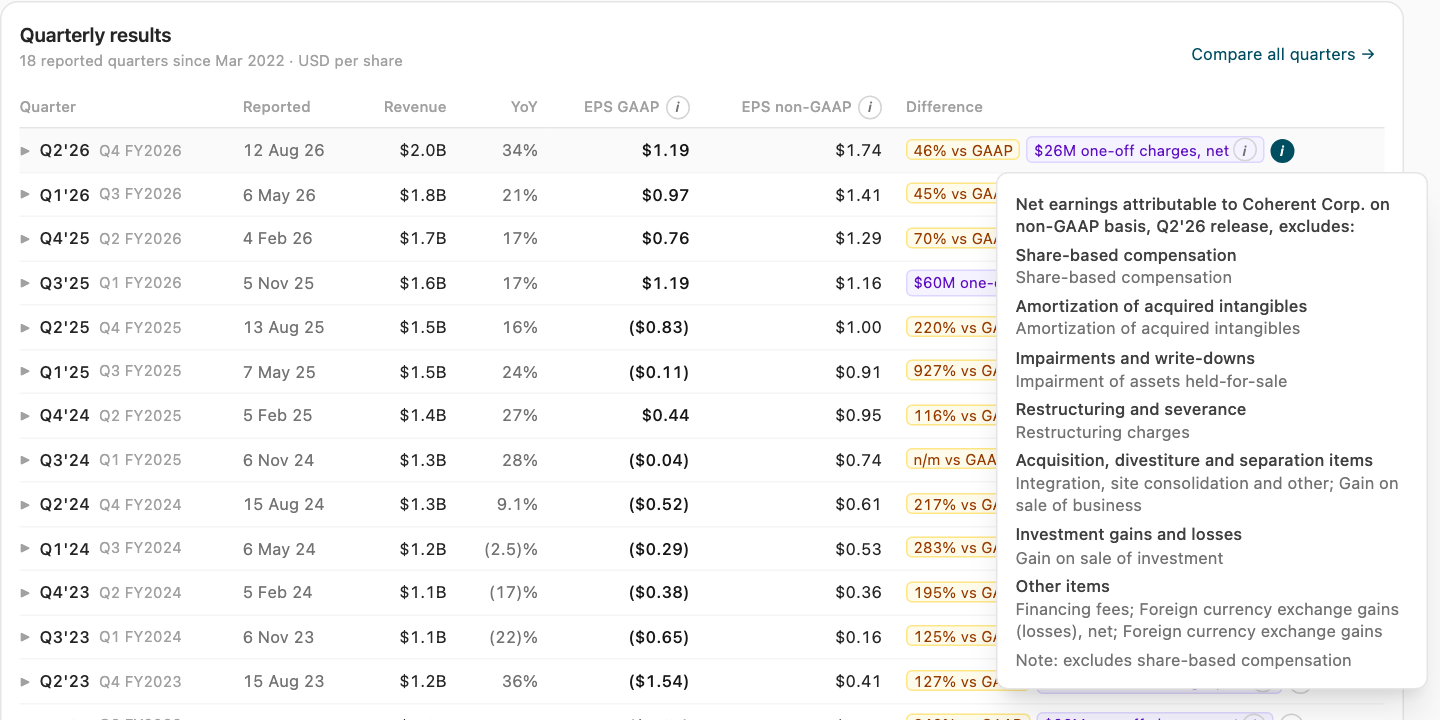 Quarterly results
18 reported quarters since Mar 2022 · USD per share
Compare all quarters →
Quarter Reported Revenue YoY EPS GAAP i EPS non-GAAP i Difference
▶ Q2'26 Q4 FY2026 12 Aug 26 $2.0B 34% $1.19 $1.74 46% vs GAAP $26M one-off charges, net i i
▶ Q1'26 Q3 FY2026 6 May 26 $1.8B 21% $0.97 $1.41 45% vs
▶ Q4'25 Q2 FY2026 4 Feb 26 $1.7B 17% $0.76 $1.29 70% vs
▶ Q3'25 Q1 FY2026 5 Nov 25 $1.6B 17% $1.19 $1.16 $60M
▶ Q2'25 Q4 FY2025 13 Aug 25 $1.5B 16% ($0.83) $1.00 220% vs
▶ Q1'25 Q3 FY2025 7 May 25 $1.5B 24% ($0.11) $0.91 927% vs
▶ Q4'24 Q2 FY2025 5 Feb 25 $1.4B 27% $0.44 $0.95 116% vs
▶ Q3'24 Q1 FY2025 6 Nov 24 $1.3B 28% ($0.04) $0.74 n/m vs
▶ Q2'24 Q4 FY2024 15 Aug 24 $1.3B 9.1% ($0.52) $0.61 217% vs
▶ Q1'24 Q3 FY2024 6 May 24 $1.2B (2.5)% ($0.29) $0.53 283% vs
▶ Q4'23 Q2 FY2024 5 Feb 24 $1.1B (17)% ($0.38) $0.36 195% vs
▶ Q3'23 Q1 FY2024 6 Nov 23 $1.1B (22)% ($0.65) $0.16 125% vs
▶ Q2'23 Q4 FY2023 15 Aug 23 $1.2B 36% ($1.54) $0.41 127% vs
Net earnings attributable to Coherent Corp. on
non-GAAP basis, Q2'26 release, excludes:
Share-based compensation
Share-based compensation
Amortization of acquired intangibles
Amortization of acquired intangibles
Impairments and write-downs
Impairment of assets held-for-sale
Restructuring and severance
Restructuring charges
Acquisition, divestiture and separation items
Integration, site consolidation and other; Gain on
sale of business
Investment gains and losses
Gain on sale of investment
Other items
Financing fees; Foreign currency exchange gains
(losses), net; Foreign currency exchange gains
Note: excludes share-based compensation